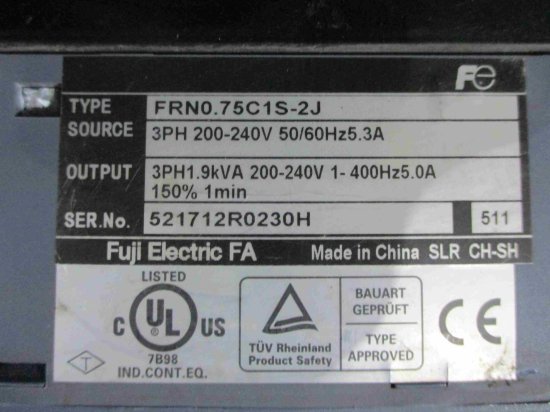 Fe
TYPE FRN0.75C1S-2J
SOURCE 3PH 200-240V 50/60Hz5.3A
OUTPUT 3PH1.9kVA 200-240V 1- 400Hz5.0A
150% 1min
SER.No. 521712R0230H 511
Fuji Electric FA Made in China SLR CH-SH
LISTED
C UL US
7B98
IND.CONT.EQ.
T
TÜV Rheinland
Product Safety
BAUART
GEPRÜFT
TYPE
APPROVED
CE